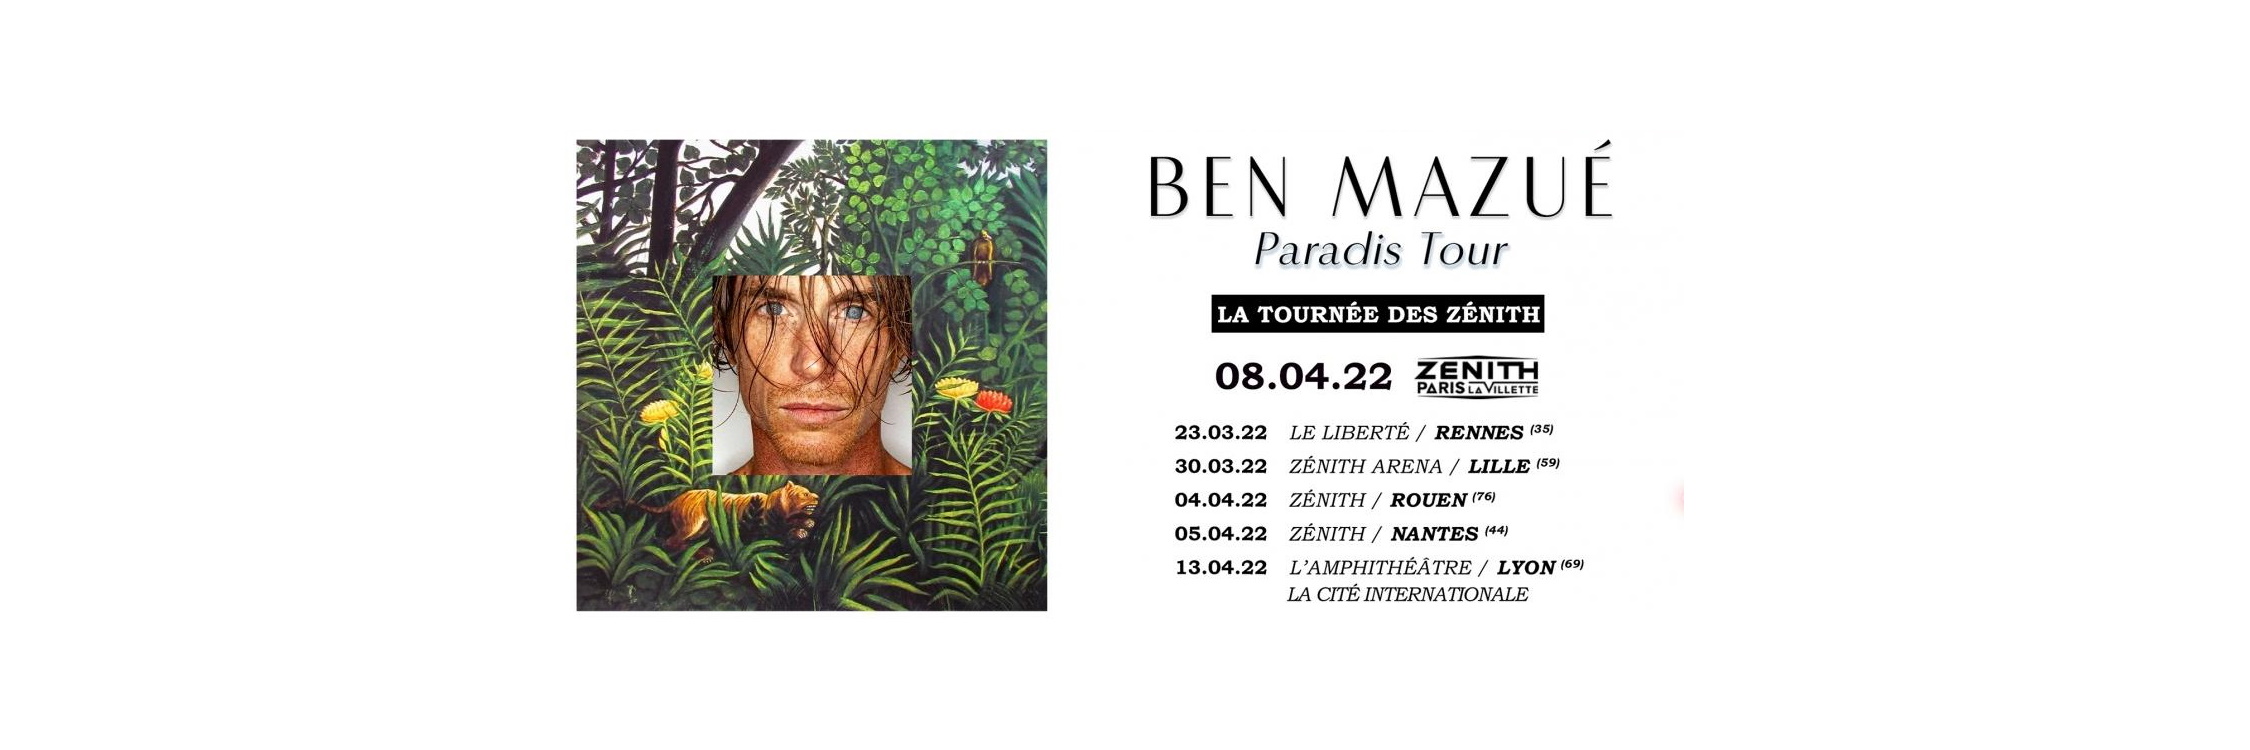 BEN MAZUÉ
Paradis Tour
LA TOURNÉE DES ZÉNITH
08.04.22 ZENITH PARIS LA VILLETTE
23.03.22 LE LIBERTÉ / RENNES (35)
30.03.22 ZÉNITH ARENA / LILLE (59)
04.04.22 ZÉNITH / ROUEN (76)
05.04.22 ZÉNITH / NANTES (44)
13.04.22 L'AMPHITHÉÂTRE / LYON (69)
LA CITÉ INTERNATIONALE